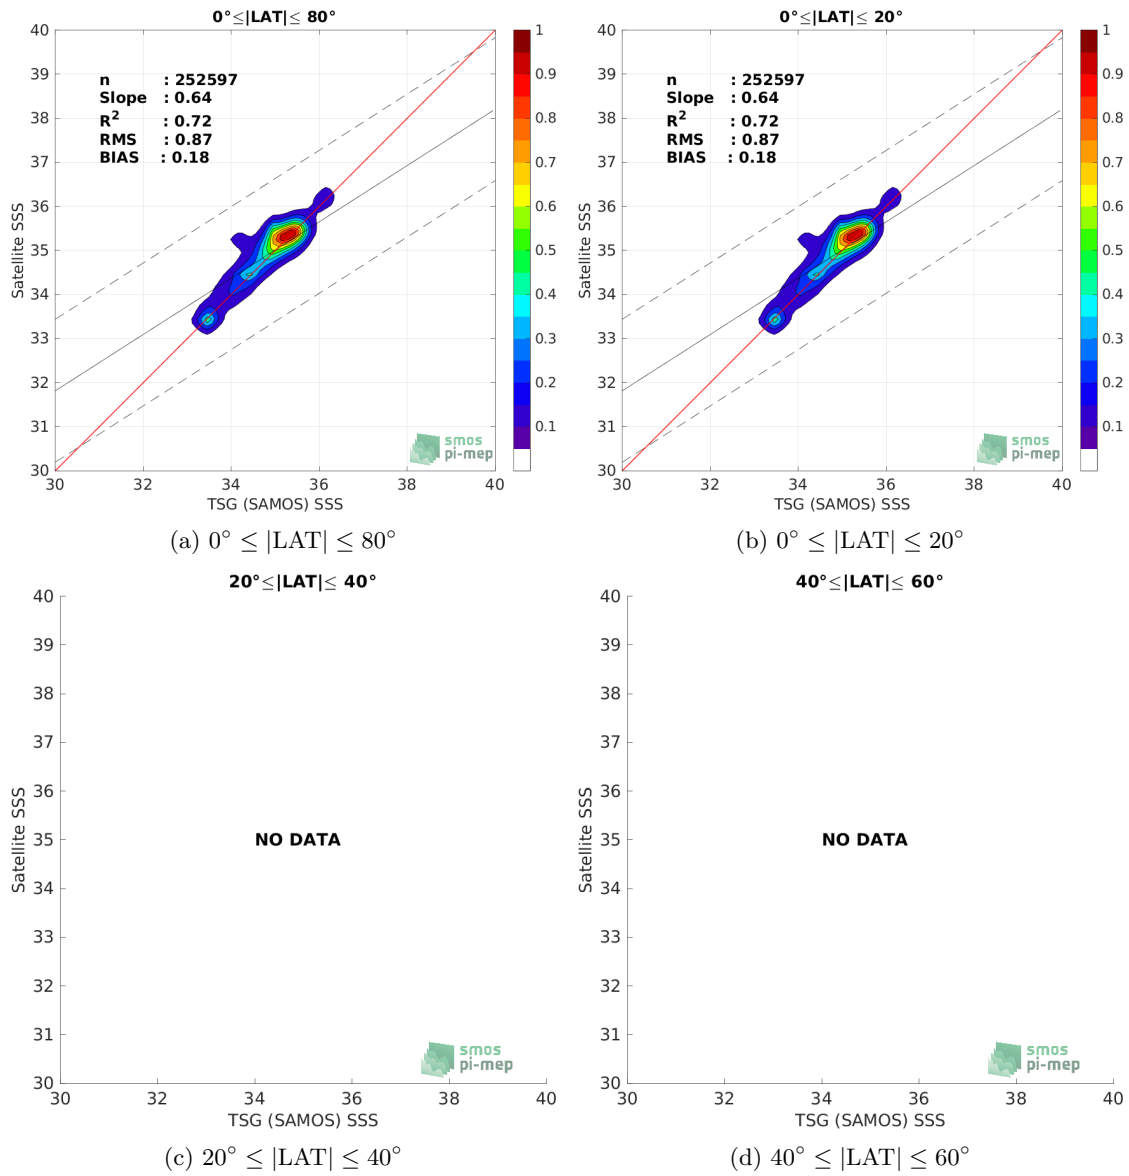 0°≤|LAT|≤ 80°
40
39
38
37
36
35
34
33
32
31
30
Satellite SSS
n : 252597
Slope : 0.64
R² : 0.72
RMS : 0.87
BIAS : 0.18
smos
pi-mep
30 32 34 36 38 40
TSG (SAMOS) SSS
1
0.9
0.8
0.7
0.6
0.5
0.4
0.3
0.2
0.1
(a) 0° ≤ |LAT| ≤ 80°
0°≤|LAT|≤ 20°
40
39
38
37
36
35
34
33
32
31
30
Satellite SSS
n : 252597
Slope : 0.64
R² : 0.72
RMS : 0.87
BIAS : 0.18
smos
pi-mep
30 32 34 36 38 40
TSG (SAMOS) SSS
1
0.9
0.8
0.7
0.6
0.5
0.4
0.3
0.2
0.1
(b) 0° ≤ |LAT| ≤ 20°
20°≤|LAT|≤ 40°
40
39
38
37
36
35
34
33
32
31
30
Satellite SSS
NO DATA
smos
pi-mep
30 32 34 36 38 40
TSG (SAMOS) SSS
(c) 20° ≤ |LAT| ≤ 40°
40°≤|LAT|≤ 60°
40
39
38
37
36
35
34
33
32
31
30
Satellite SSS
NO DATA
smos
pi-mep
30 32 34 36 38 40
TSG (SAMOS) SSS
(d) 40° ≤ |LAT| ≤ 60°